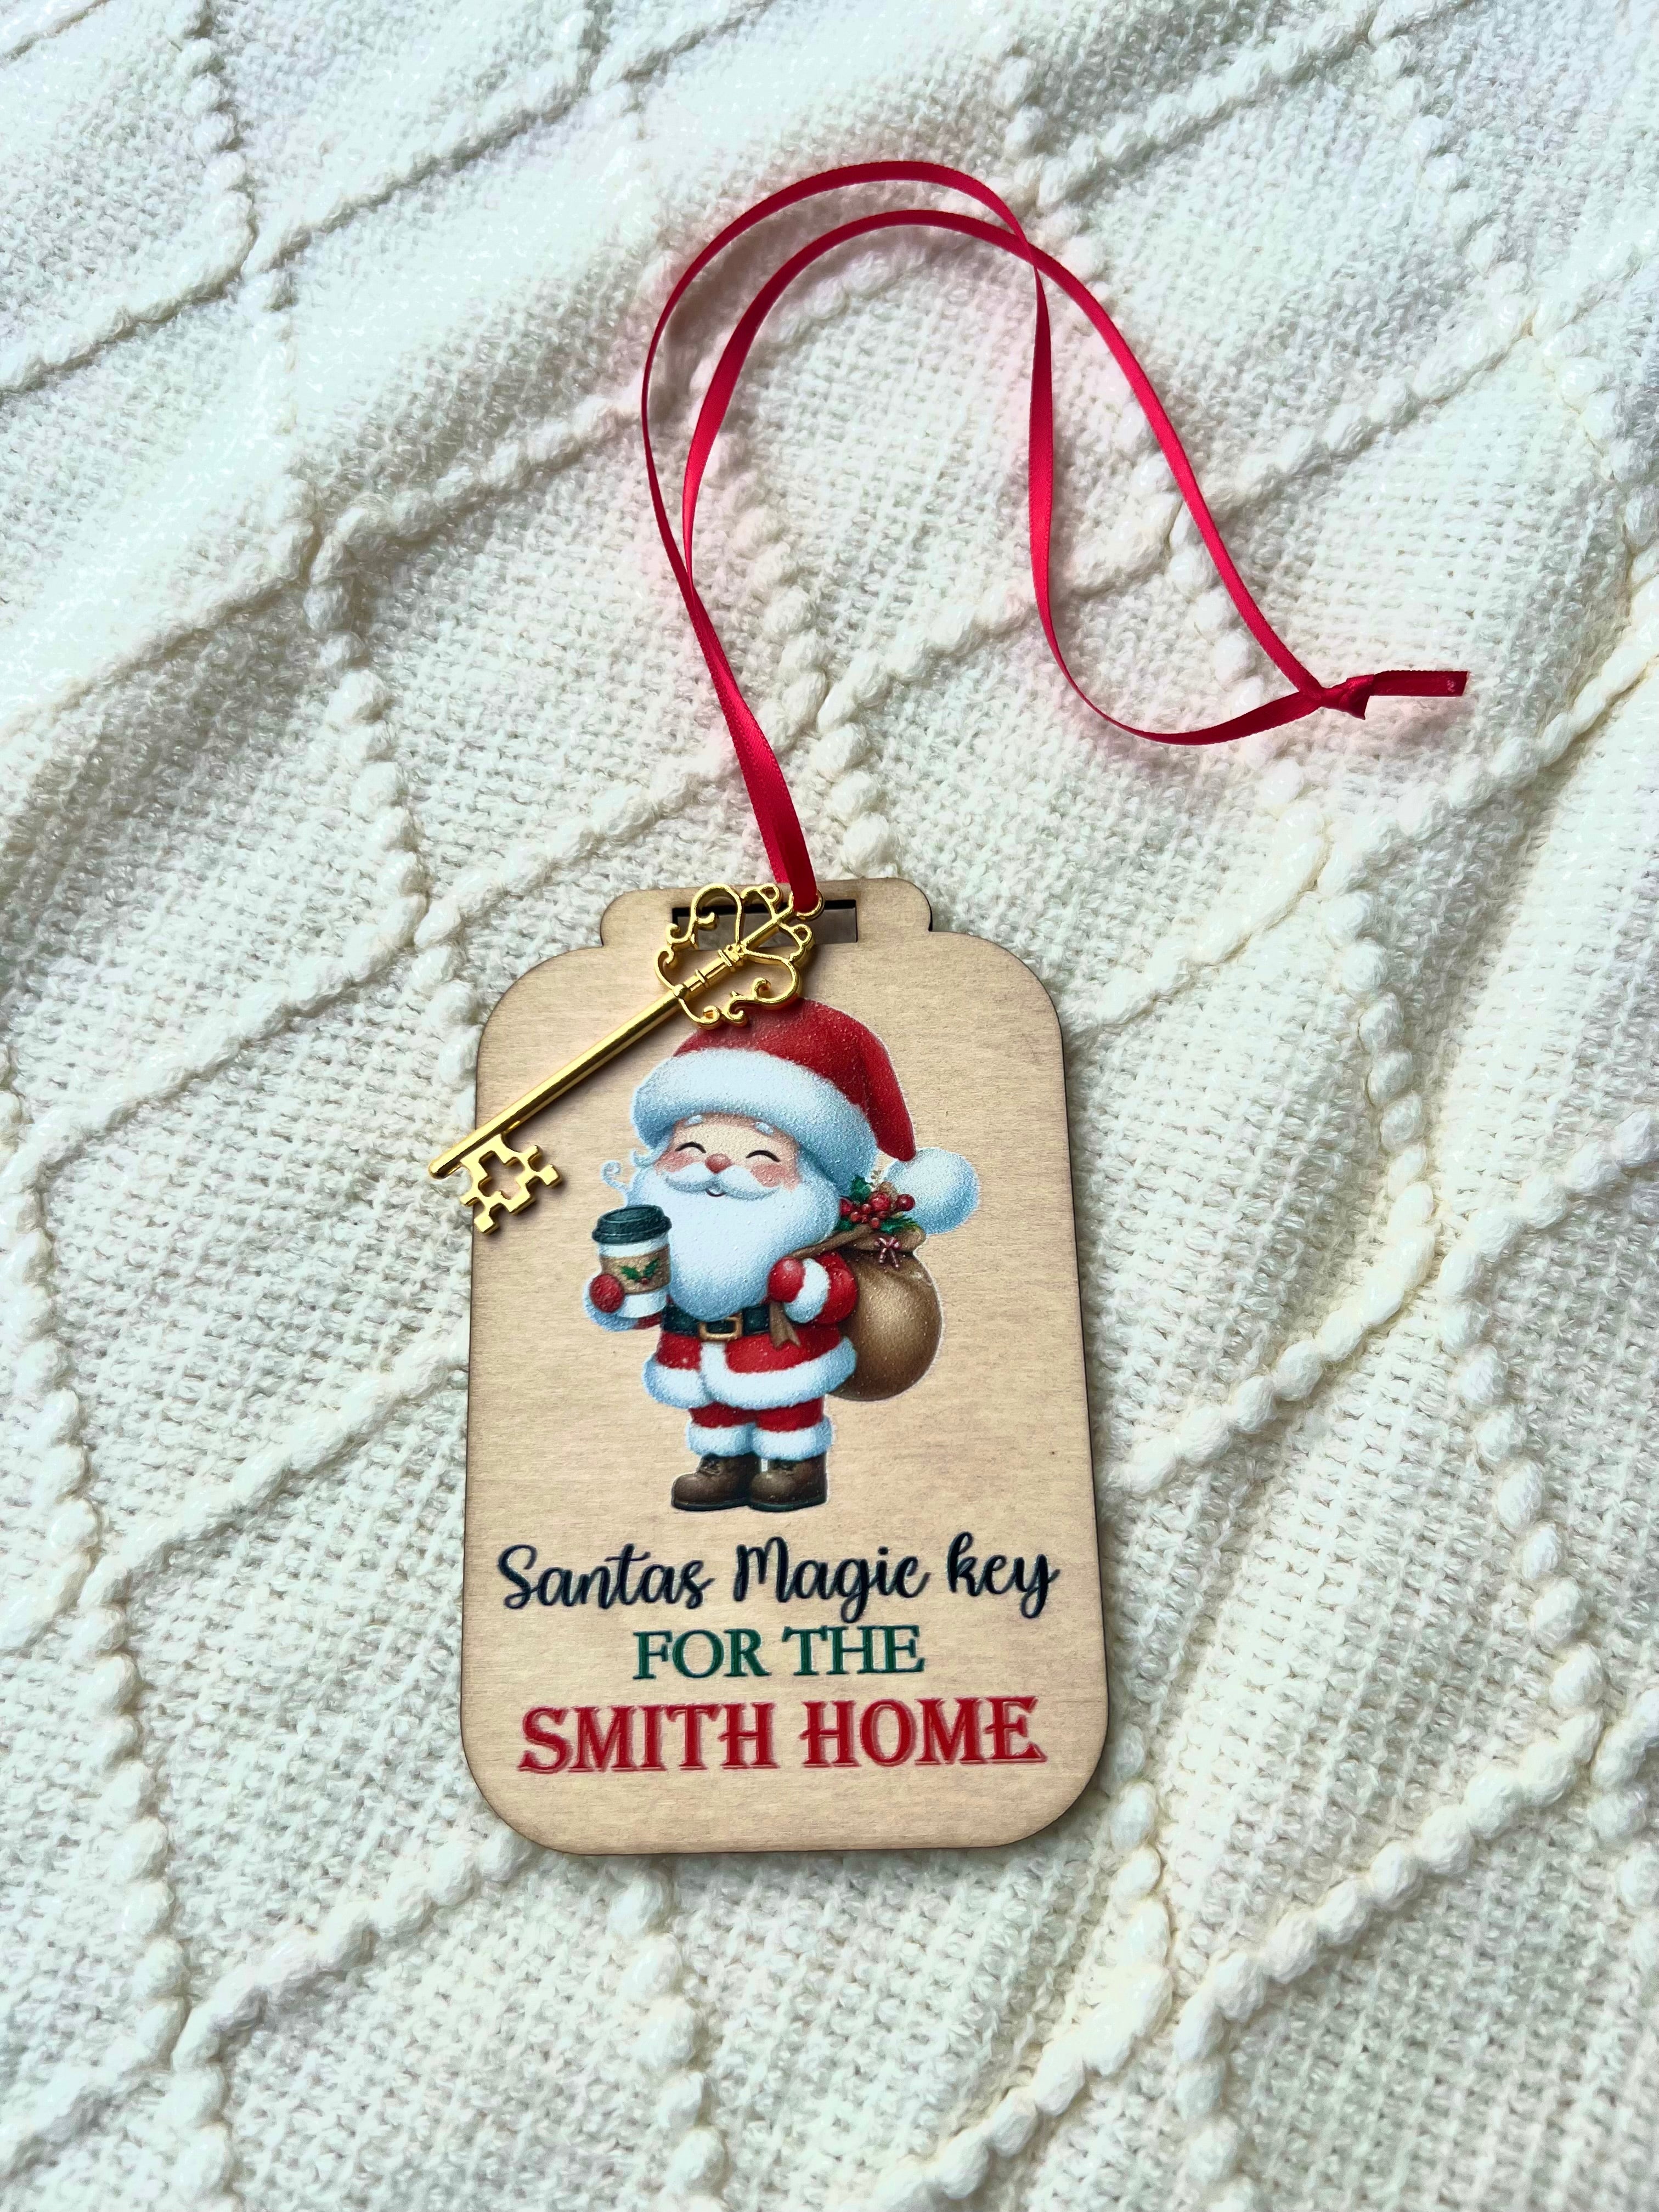 Santas Magic key
FOR THE
SMITH HOME